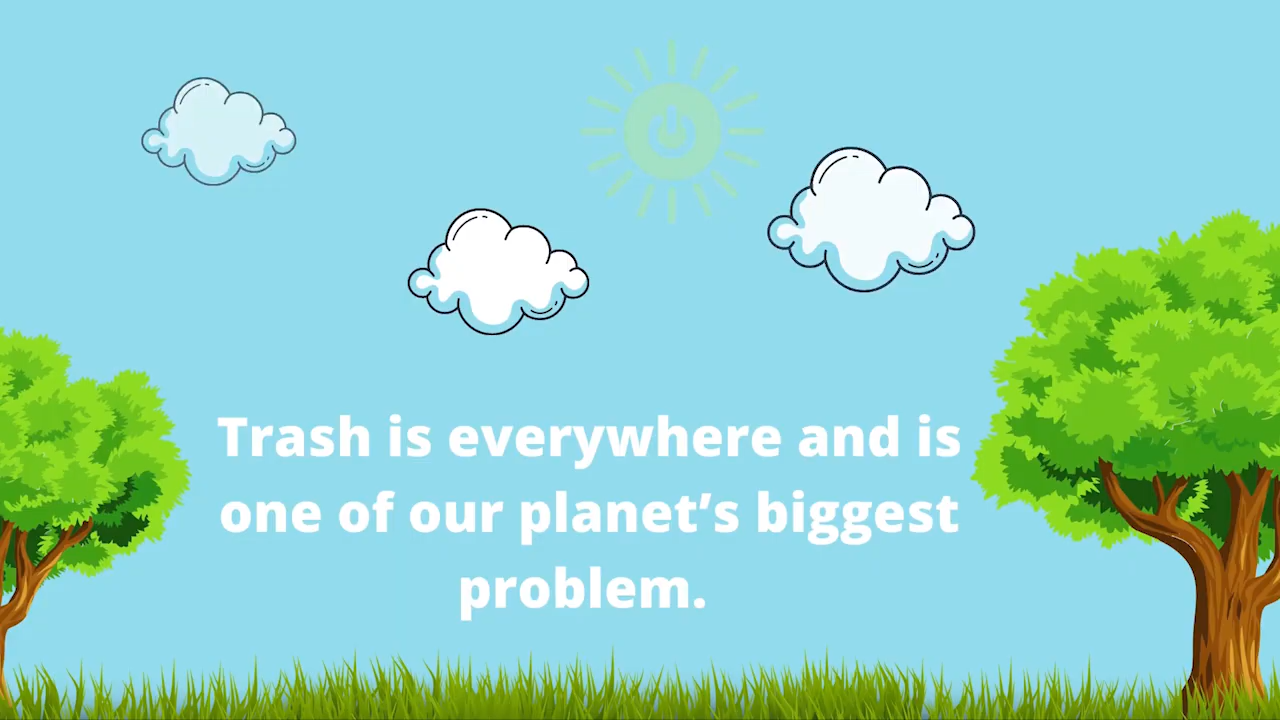 Trash is everywhere and is
one of our planet’s biggest
problem.